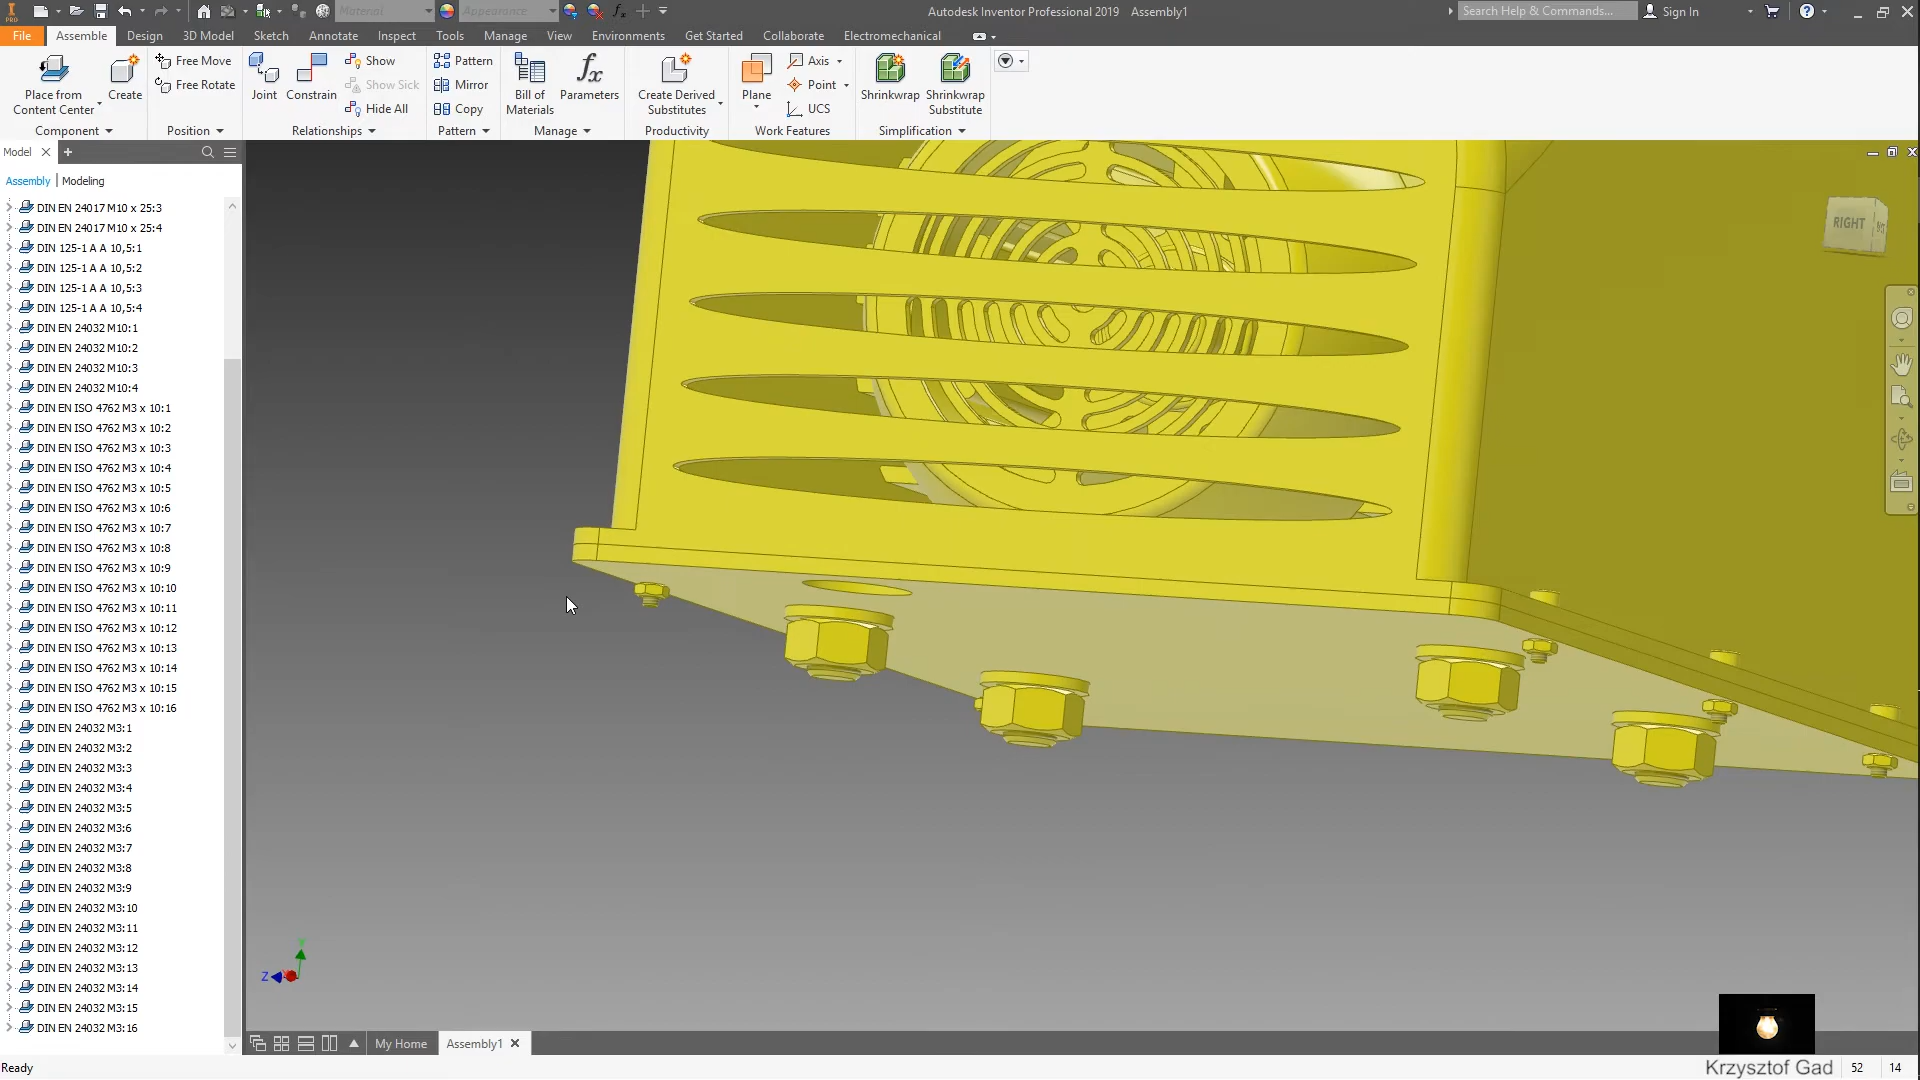 PRO
Material
Appearance
Autodesk Inventor Professional 2019 Assembly1
Search Help & Commands...
Sign In
File Assemble Design 3D Model Sketch Annotate Inspect Tools Manage View Environments Get Started Collaborate Electromechanical
Place from Content Center
Create
Free Move
Free Rotate
Joint
Constrain
Show
Show Sick
Hide All
Pattern
Mirror
Copy
Bill of Materials
Parameters
Create Derived Substitutes
Plane
Axis
Point
UCS
Shrinkwrap
Shrinkwrap Substitute
Component Position Relationships Pattern Manage Productivity Work Features Simplification
Model
Assembly | Modeling
DIN EN 24017 M10 x 25:3
DIN EN 24017 M10 x 25:4
DIN 125-1 A A 10,5:1
DIN 125-1 A A 10,5:2
DIN 125-1 A A 10,5:3
DIN 125-1 A A 10,5:4
DIN EN 24032 M10:1
DIN EN 24032 M10:2
DIN EN 24032 M10:3
DIN EN 24032 M10:4
DIN EN ISO 4762 M3 x 10:1
DIN EN ISO 4762 M3 x 10:2
DIN EN ISO 4762 M3 x 10:3
DIN EN ISO 4762 M3 x 10:4
DIN EN ISO 4762 M3 x 10:5
DIN EN ISO 4762 M3 x 10:6
DIN EN ISO 4762 M3 x 10:7
DIN EN ISO 4762 M3 x 10:8
DIN EN ISO 4762 M3 x 10:9
DIN EN ISO 4762 M3 x 10:10
DIN EN ISO 4762 M3 x 10:11
DIN EN ISO 4762 M3 x 10:12
DIN EN ISO 4762 M3 x 10:13
DIN EN ISO 4762 M3 x 10:14
DIN EN ISO 4762 M3 x 10:15
DIN EN ISO 4762 M3 x 10:16
DIN EN 24032 M3:1
DIN EN 24032 M3:2
DIN EN 24032 M3:3
DIN EN 24032 M3:4
DIN EN 24032 M3:5
DIN EN 24032 M3:6
DIN EN 24032 M3:7
DIN EN 24032 M3:8
DIN EN 24032 M3:9
DIN EN 24032 M3:10
DIN EN 24032 M3:11
DIN EN 24032 M3:12
DIN EN 24032 M3:13
DIN EN 24032 M3:14
DIN EN 24032 M3:15
DIN EN 24032 M3:16
RIGHT
Y
Z
My Home
Assembly1
Ready
Krzysztof Gad
52 14